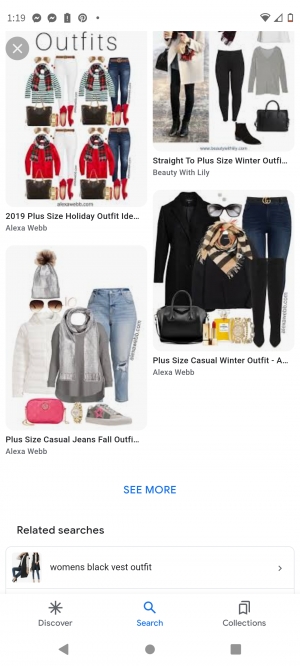 1:19
Outfits
alexawebb.com
2019 Plus Size Holiday Outfit Ide...
Alexa Webb
www.beautywithlily.com
Straight To Plus Size Winter Outfi...
Beauty With Lily
alexawebb.com
Plus Size Casual Jeans Fall Outfi...
Alexa Webb
alexawebb.com
Plus Size Casual Winter Outfit - A...
Alexa Webb
SEE MORE
Related searches
womens black vest outfit
Discover
Search
Collections